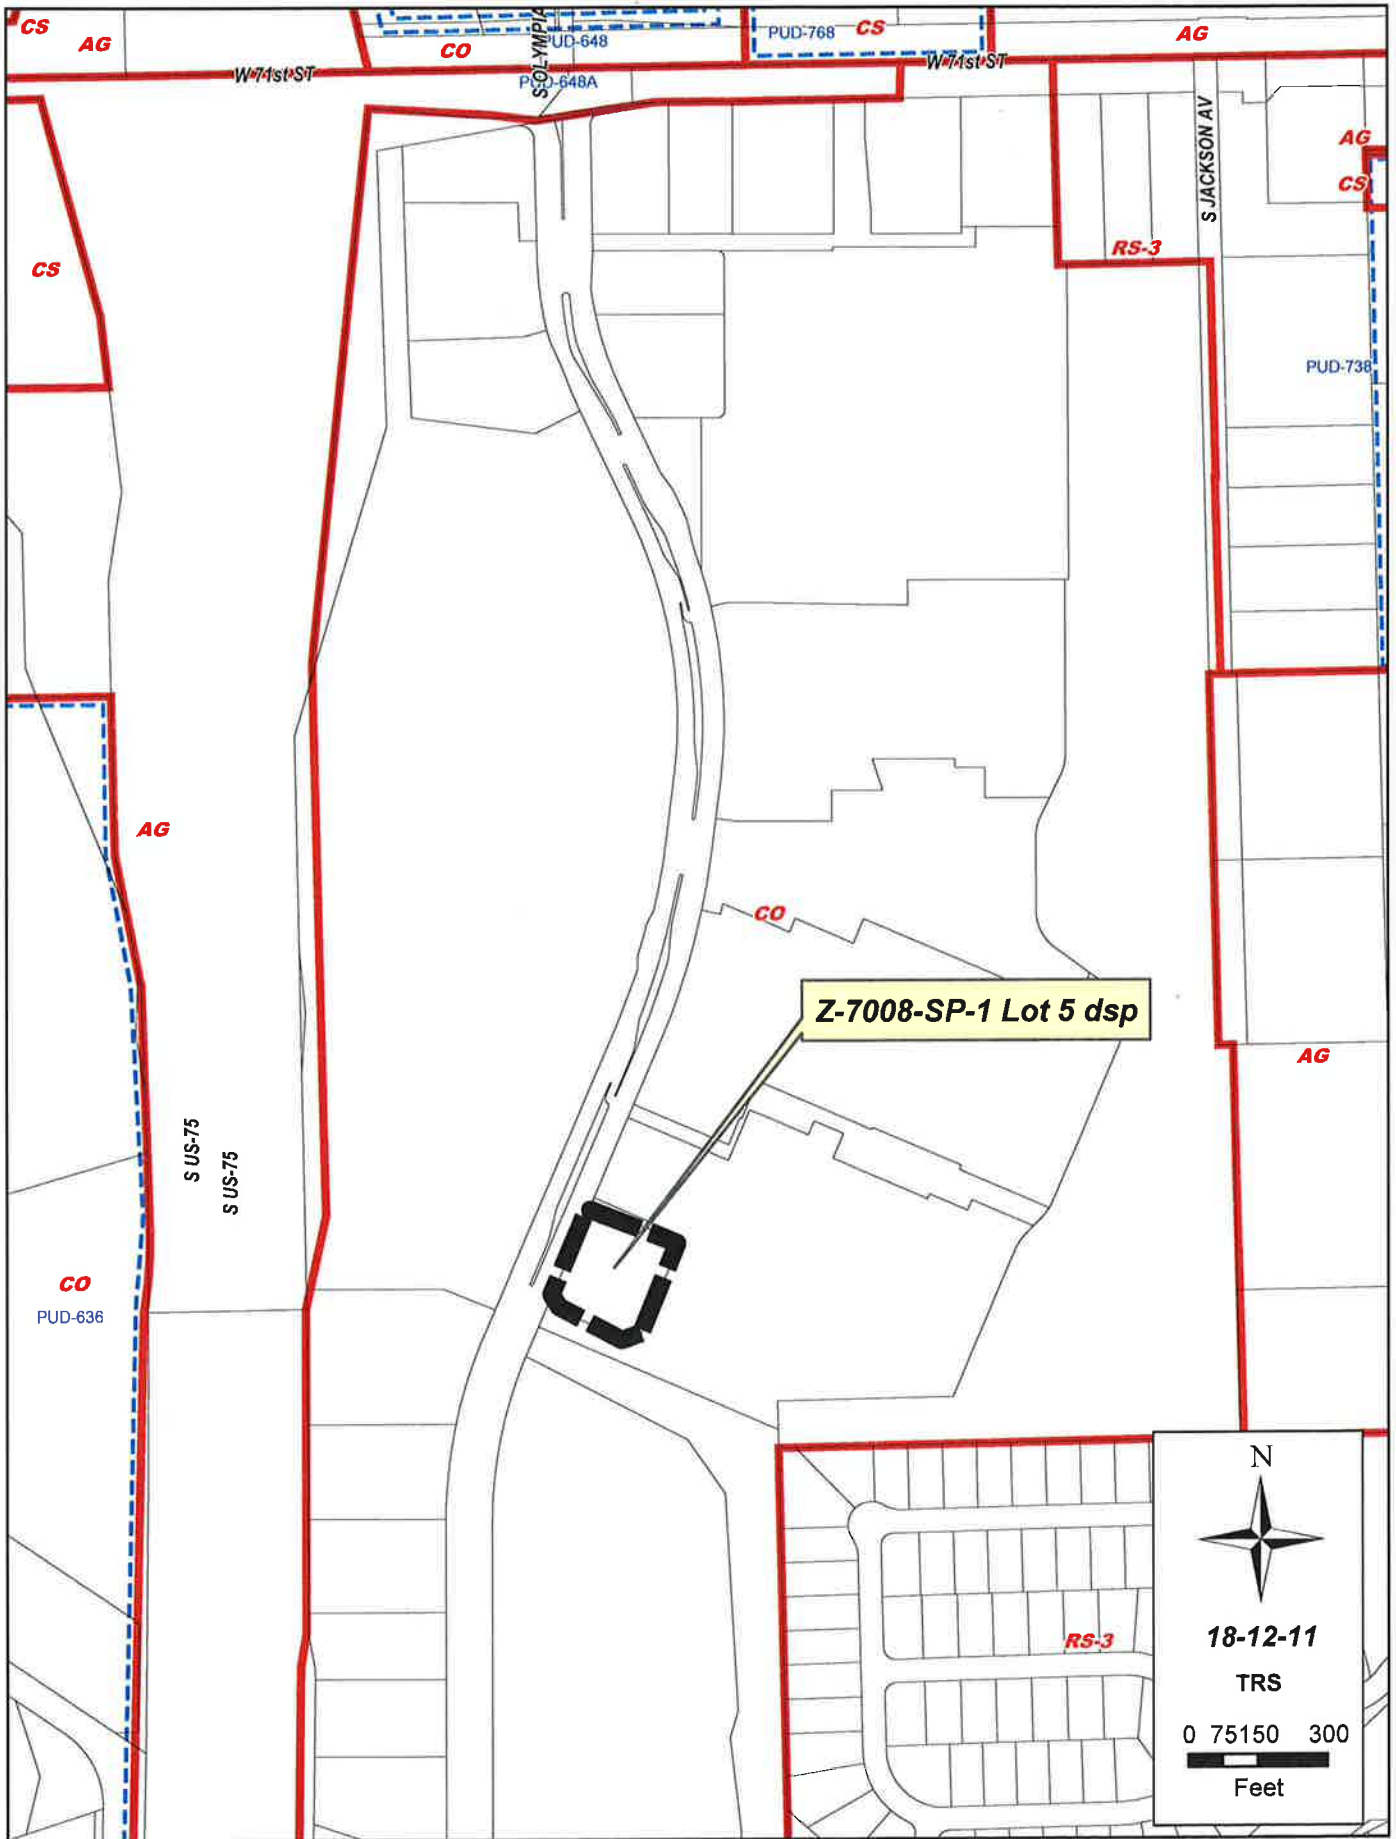 CS
AG
CO
S OLYMPIA
PUD-648
PUD-768
CS
AG
W 71st ST
PUD-648A
W 71st ST
S JACKSON AV
AG
CS
CS
RS-3
PUD-738
AG
CO
Z-7008-SP-1 Lot 5 dsp
AG
S US-75
S US-75
CO
PUD-636
N
RS-3
18-12-11
TRS
0 75150 300
Feet